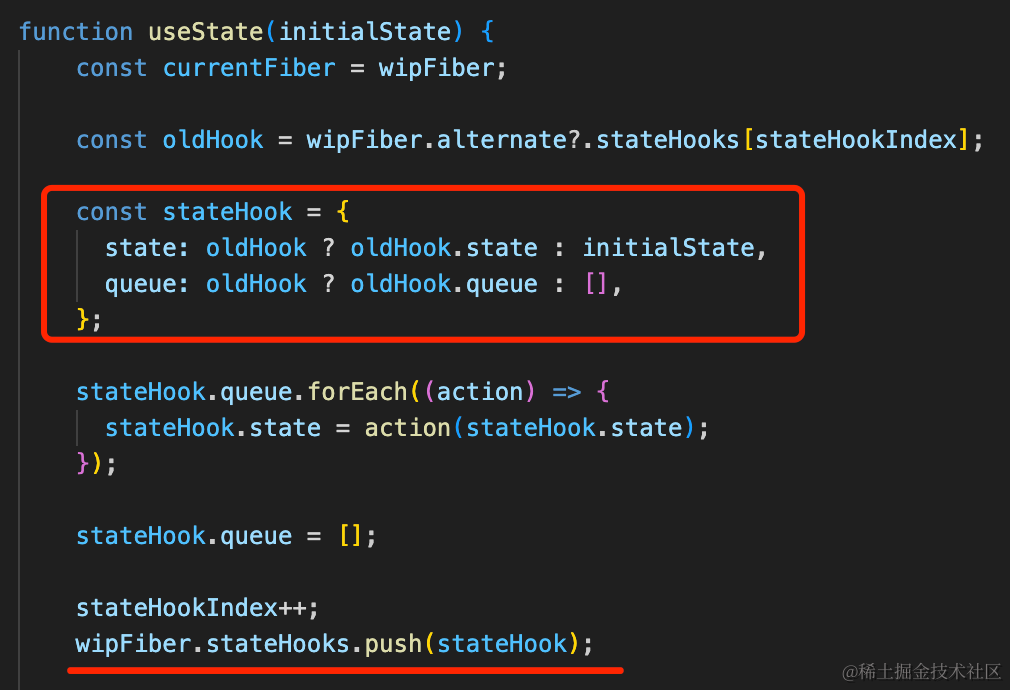 function useState(initialState) {
const currentFiber = wipFiber;
const oldHook = wipFiber.alternate?.stateHooks[stateHookIndex];
const stateHook = {
state: oldHook ? oldHook.state : initialState,
queue: oldHook ? oldHook.queue : [],
};
stateHook.queue.forEach((action) => {
stateHook.state = action(stateHook.state);
});
stateHook.queue = [];
stateHookIndex++;
wipFiber.stateHooks.push(stateHook);
@稀土掘金技术社区